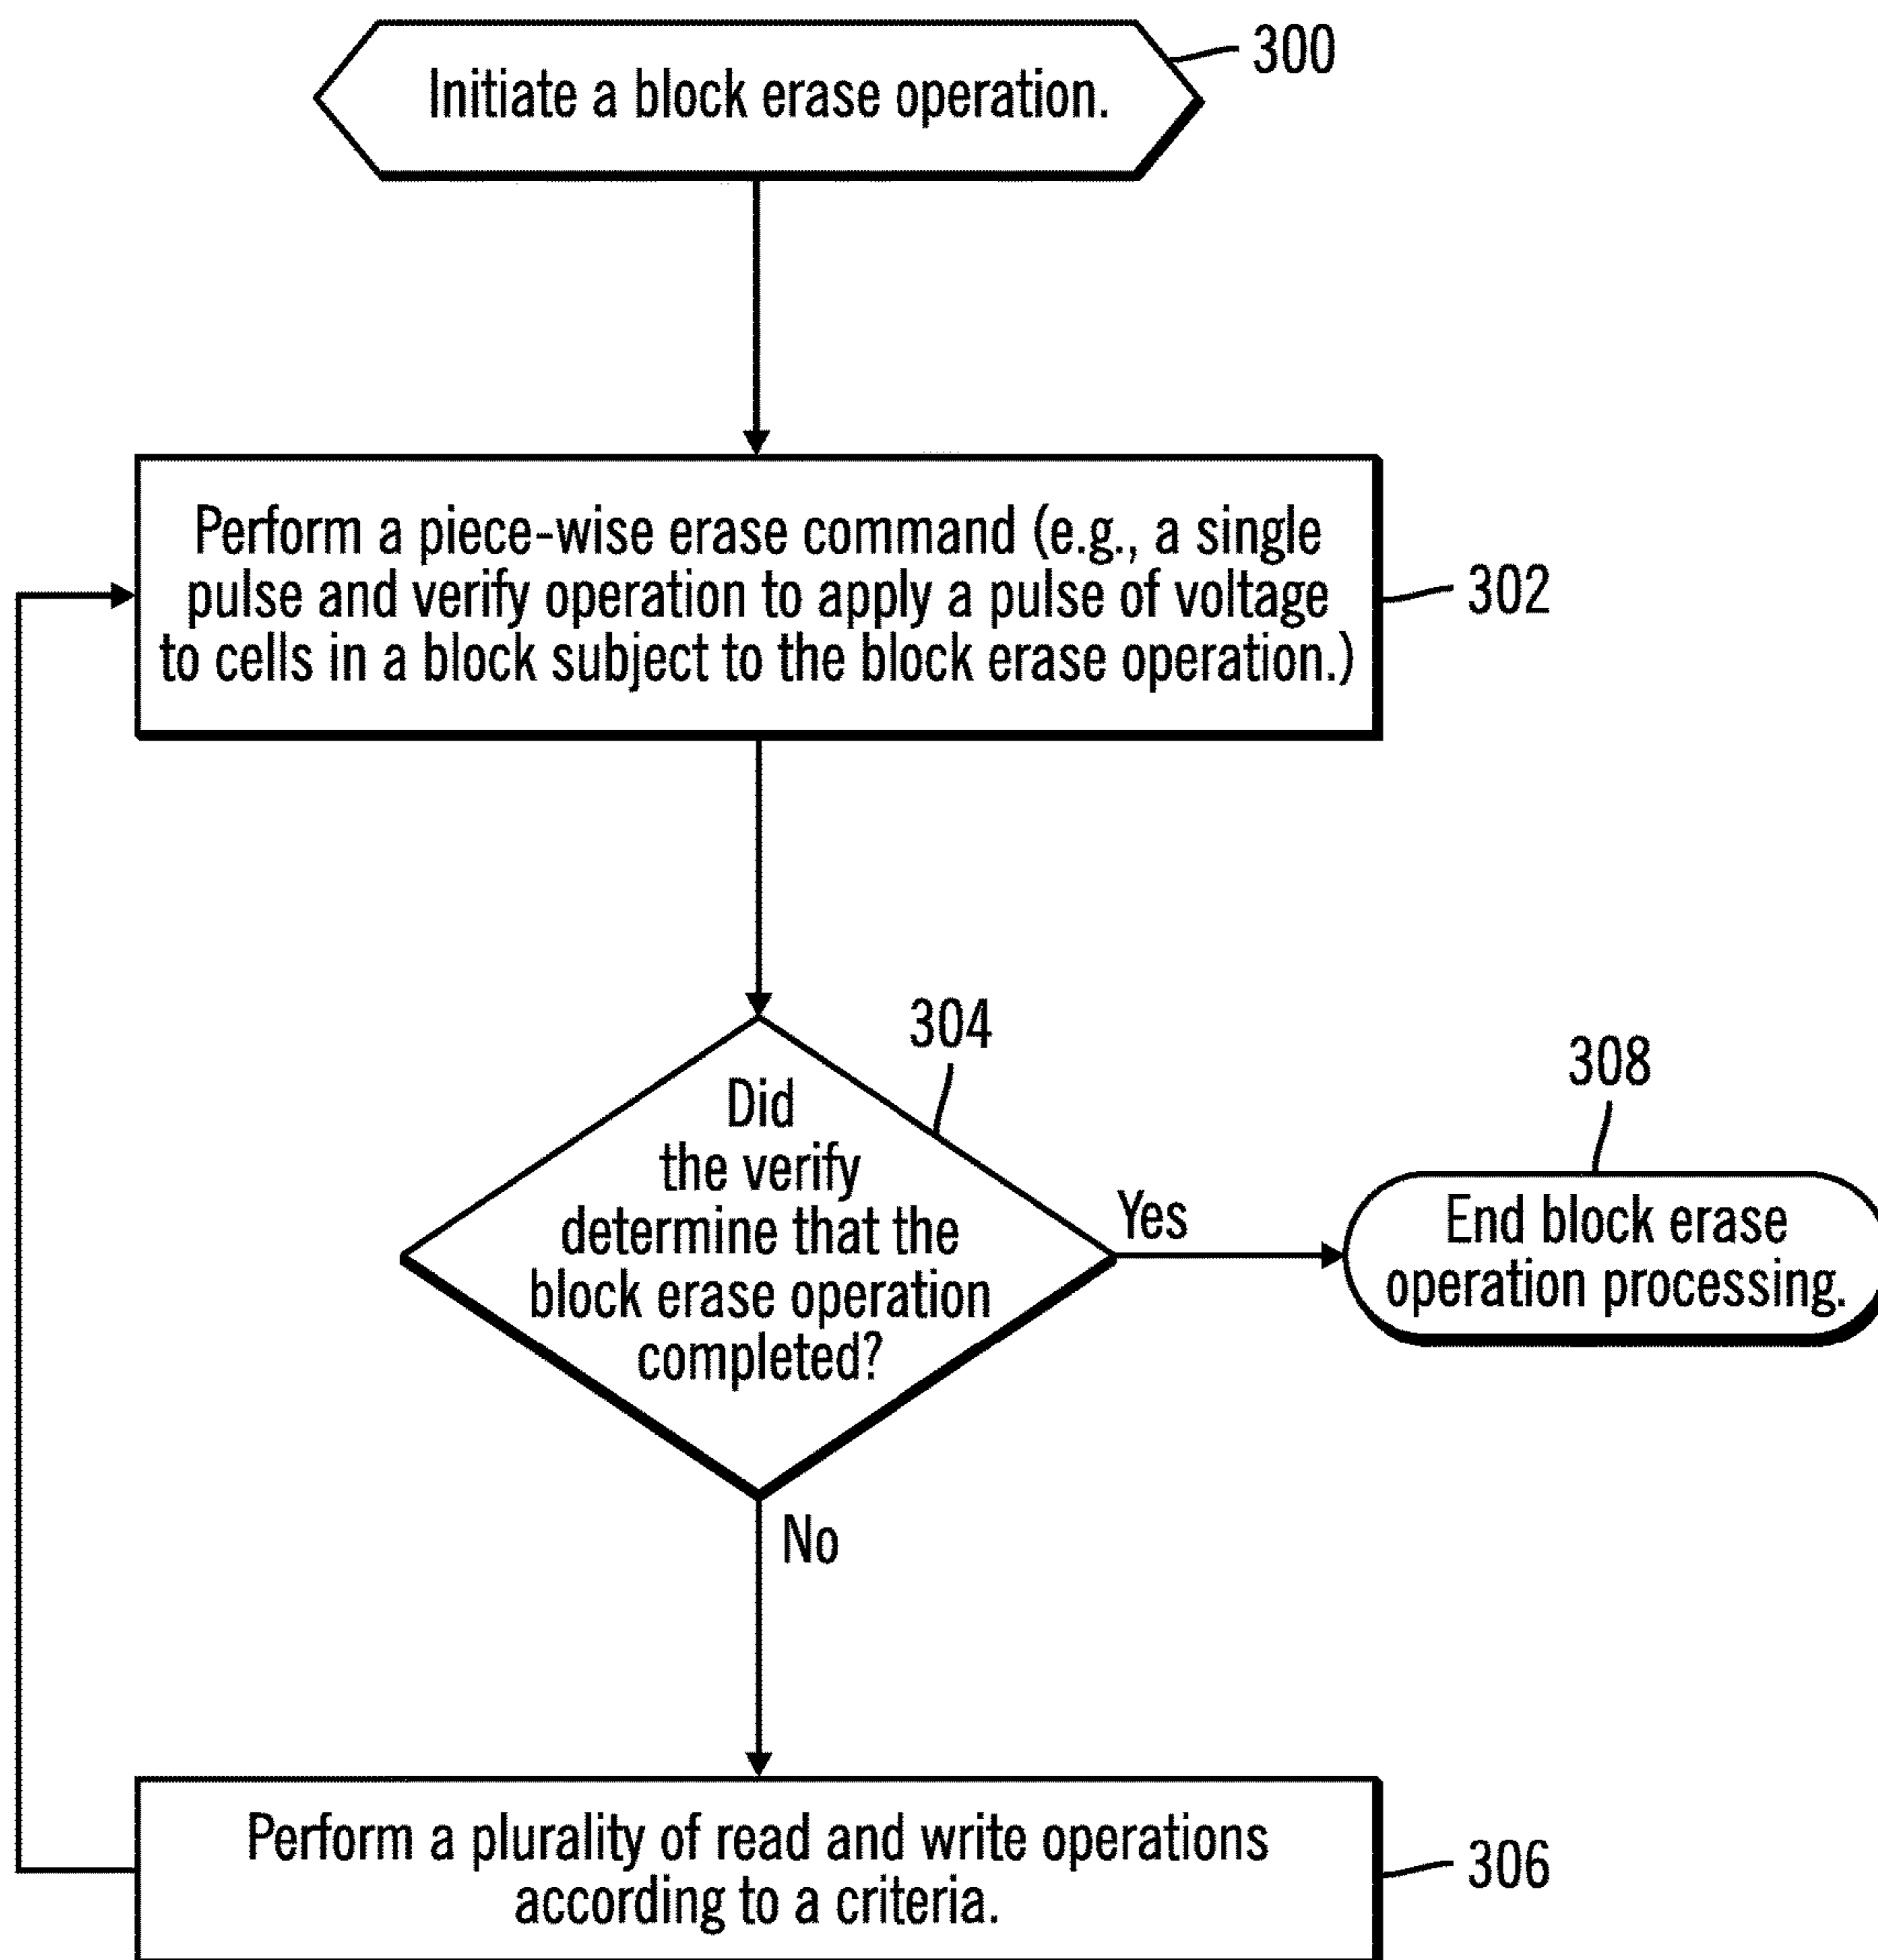 300
Initiate a block erase operation.
Perform a piece-wise erase command (e.g., a single
pulse and verify operation to apply a pulse of voltage
to cells in a block subject to the block erase operation.)
302
304
Did
the verify
determine that the
block erase operation
completed?
Yes
308
End block erase
operation processing.
No
Perform a plurality of read and write operations
according to a criteria.
306